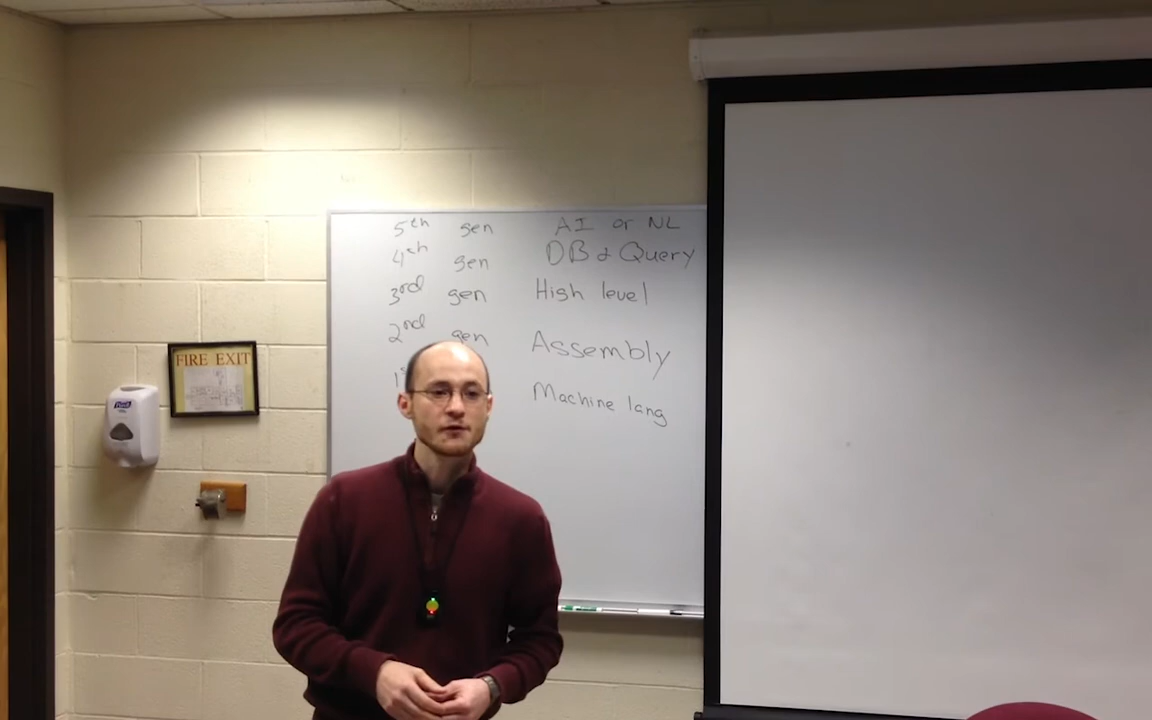 5th gen AI or NL
4th gen DB & Query
3rd gen High level
2nd gen Assembly
Machine lang
FIRE EXIT